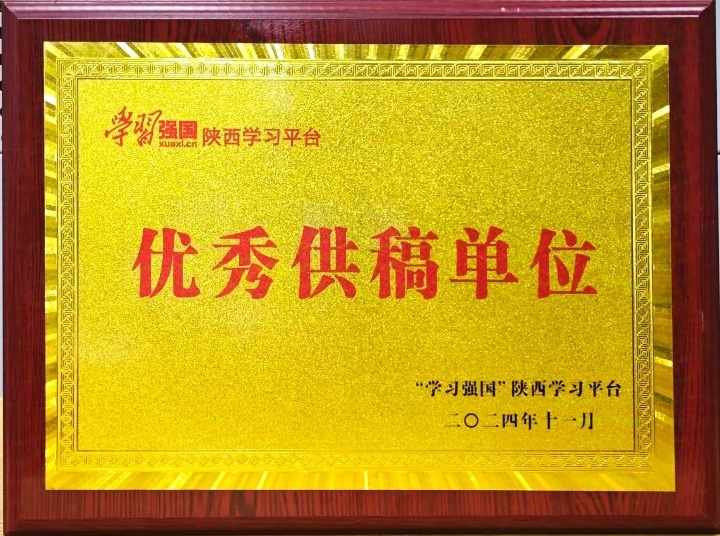 学習强国 陕西学习平台
xuexi.cn
优秀供稿单位
“学习强国”陕西学习平台
二〇二四年十一月